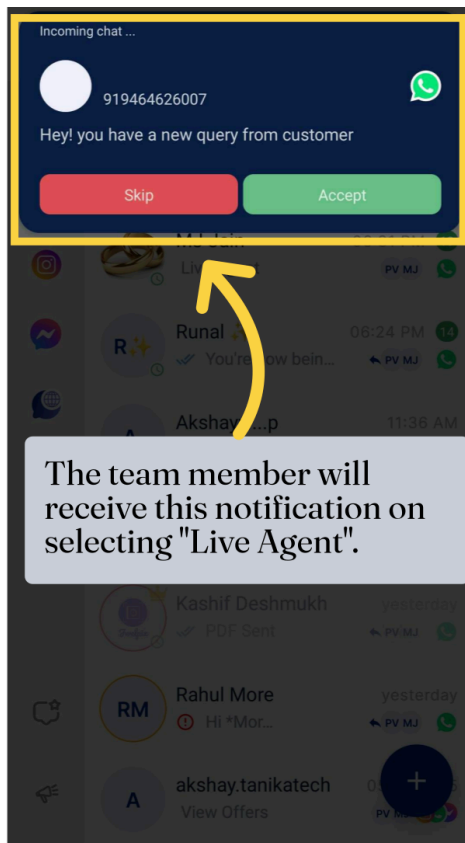 Incoming chat ...
919464626007
Hey! you have a new query from customer
Skip
Accept
MJ Jain
PV MJ
R
Runal
06:24 PM
14
You're now bein...
PV MJ
Akshay
11:36 AM
The team member will
receive this notification on
selecting "Live Agent".
Kashif Deshmukh
yesterday
PDF Sent
PV MJ
RM
Rahul More
yesterday
Hi *Mor...
PV MJ
A
akshay.tanikatech
View Offers
PV